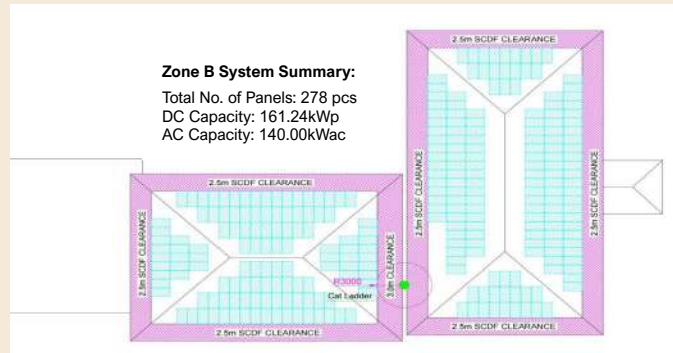 Zone B System Summary:
Total No. of Panels: 278 pcs
DC Capacity: 161.24kWp
AC Capacity: 140.00kWac
2.5m SCDF CLEARANCE
2.5m SCDF CLEARANCE
2.5m SCDF CLEARANCE
2.5m SCDF CLEARANCE
2.5m SCDF CLEARANCE
2.5m SCDF CLEARANCE
3.0m CLEARANCE
R3000
Cat Ladder
2.5m SCDF CLEARANCE
2.5m SCDF CLEARANCE